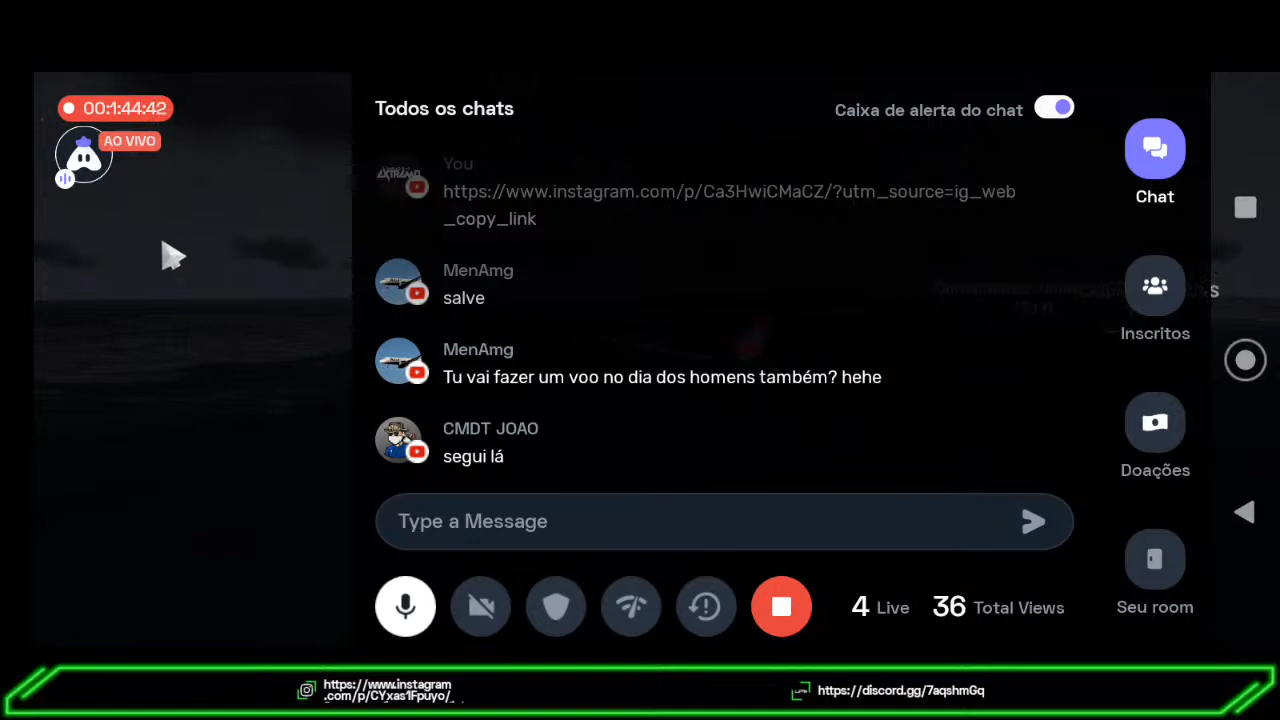 00:1:44:42
AO VIVO
Todos os chats
Caixa de alerta do chat
You
https://www.instagram.com/p/Ca3HwiCMaCZ/?utm_source=ig_web
_copy_link
MenAmg
salve
MenAmg
Tu vai fazer um voo no dia dos homens também? hehe
CMDT JOAO
segui lá
Type a Message
4 Live
36 Total Views
Chat
Inscritos
Doações
Seu room
https://www.instagram
.com/p/CYxas1Fpuyo/
https://discord.gg/7aqshmGq